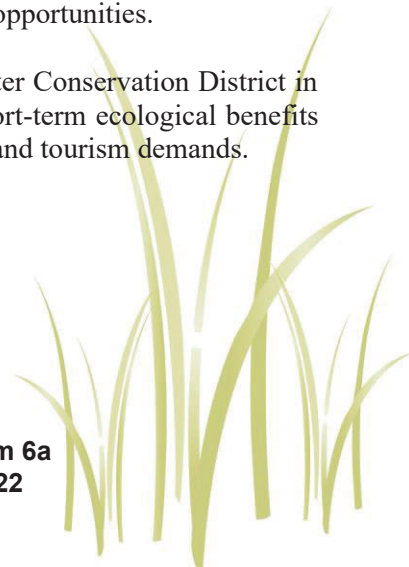 opportunities.
ter Conservation District in
ort-term ecological benefits
and tourism demands.
m 6a
22